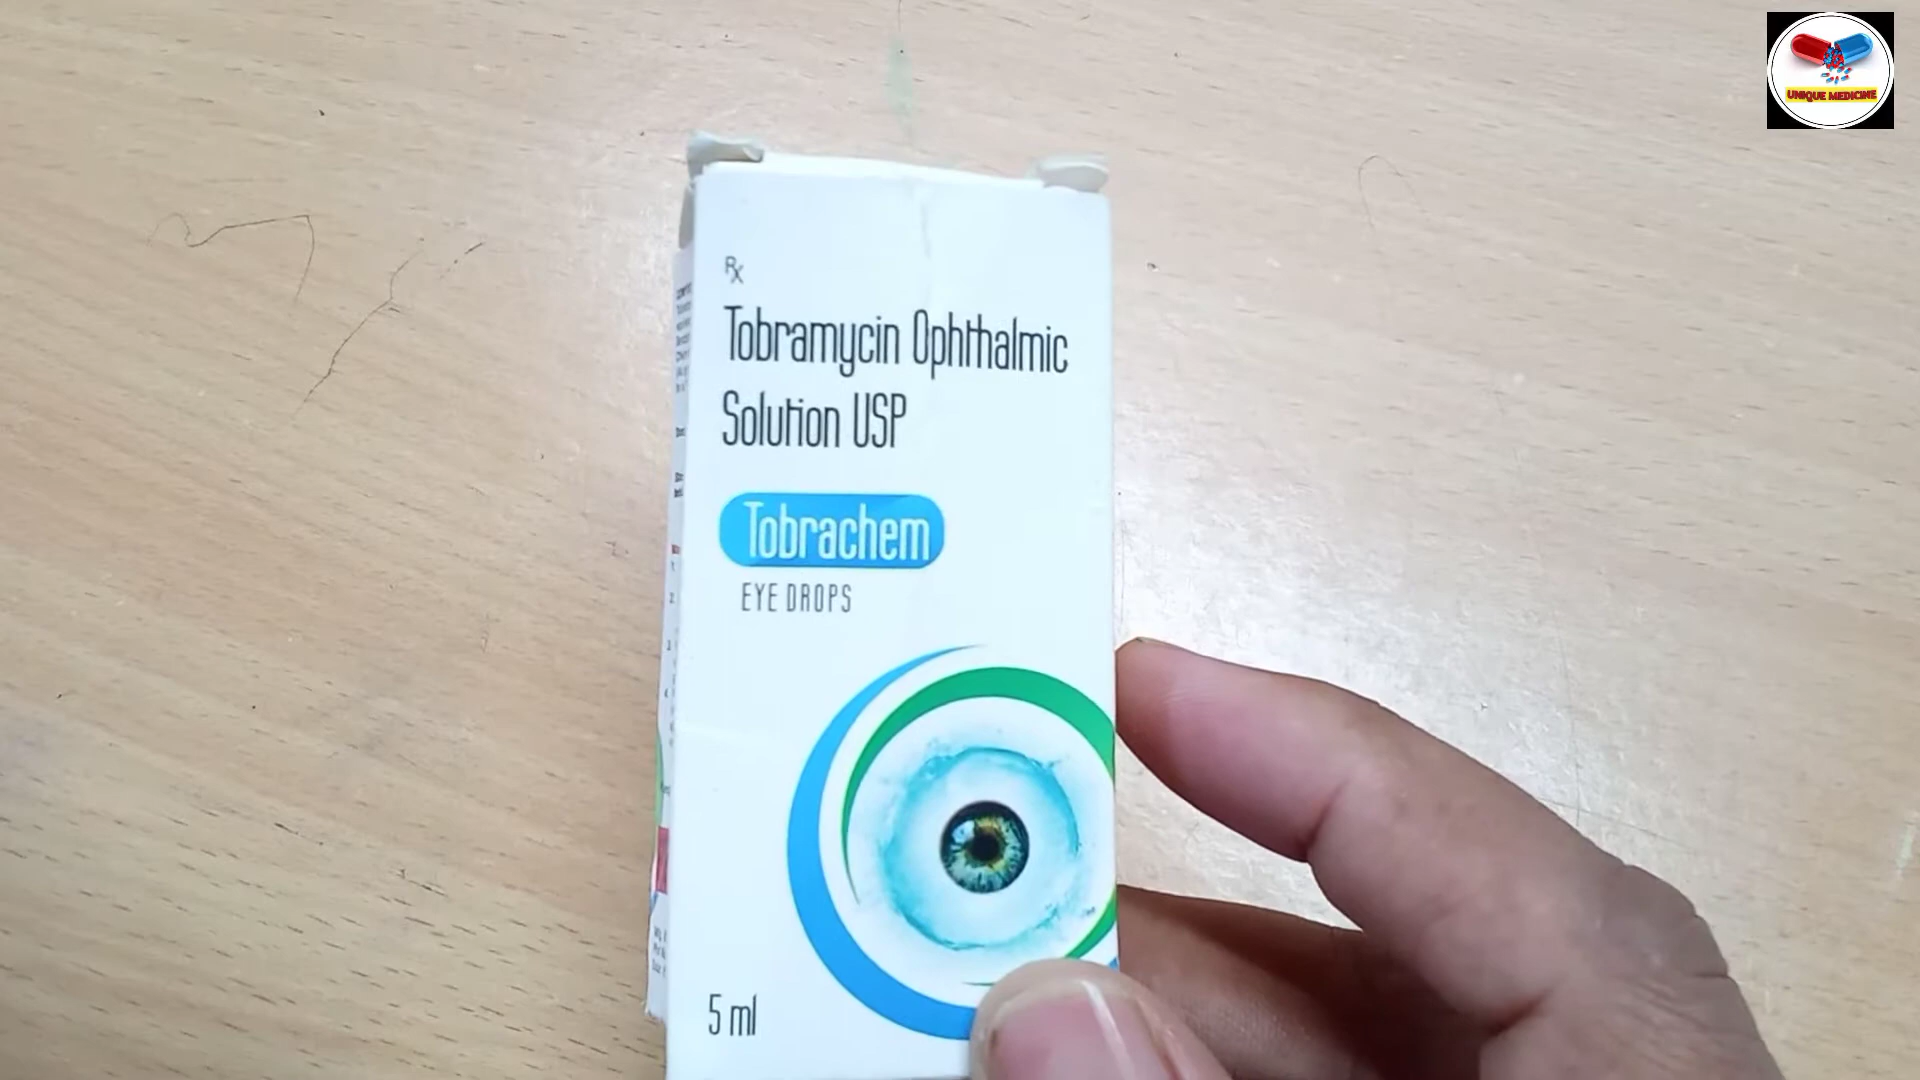 UNIQUE MEDICINE
Rx
Tobramycin Ophthalmic
Solution USP
Tobrachem
EYE DROPS
5 ml